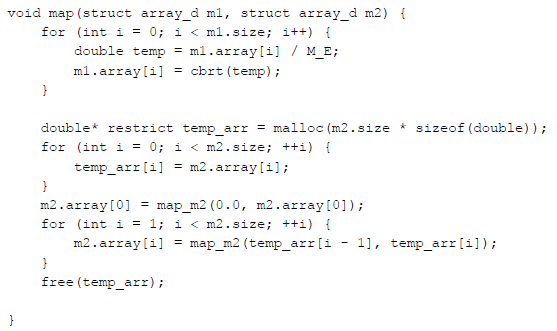 void map(struct array_d m1, struct array_d m2) {
    for (int i = 0; i < m1.size; i++) {
        double temp = m1.array[i] / M_E;
        m1.array[i] = cbrt(temp);
    }

    double* restrict temp_arr = malloc(m2.size * sizeof(double));
    for (int i = 0; i < m2.size; ++i) {
        temp_arr[i] = m2.array[i];
    }
    m2.array[0] = map_m2(0.0, m2.array[0]);
    for (int i = 1; i < m2.size; ++i) {
        m2.array[i] = map_m2(temp_arr[i - 1], temp_arr[i]);
    }
    free(temp_arr);

}